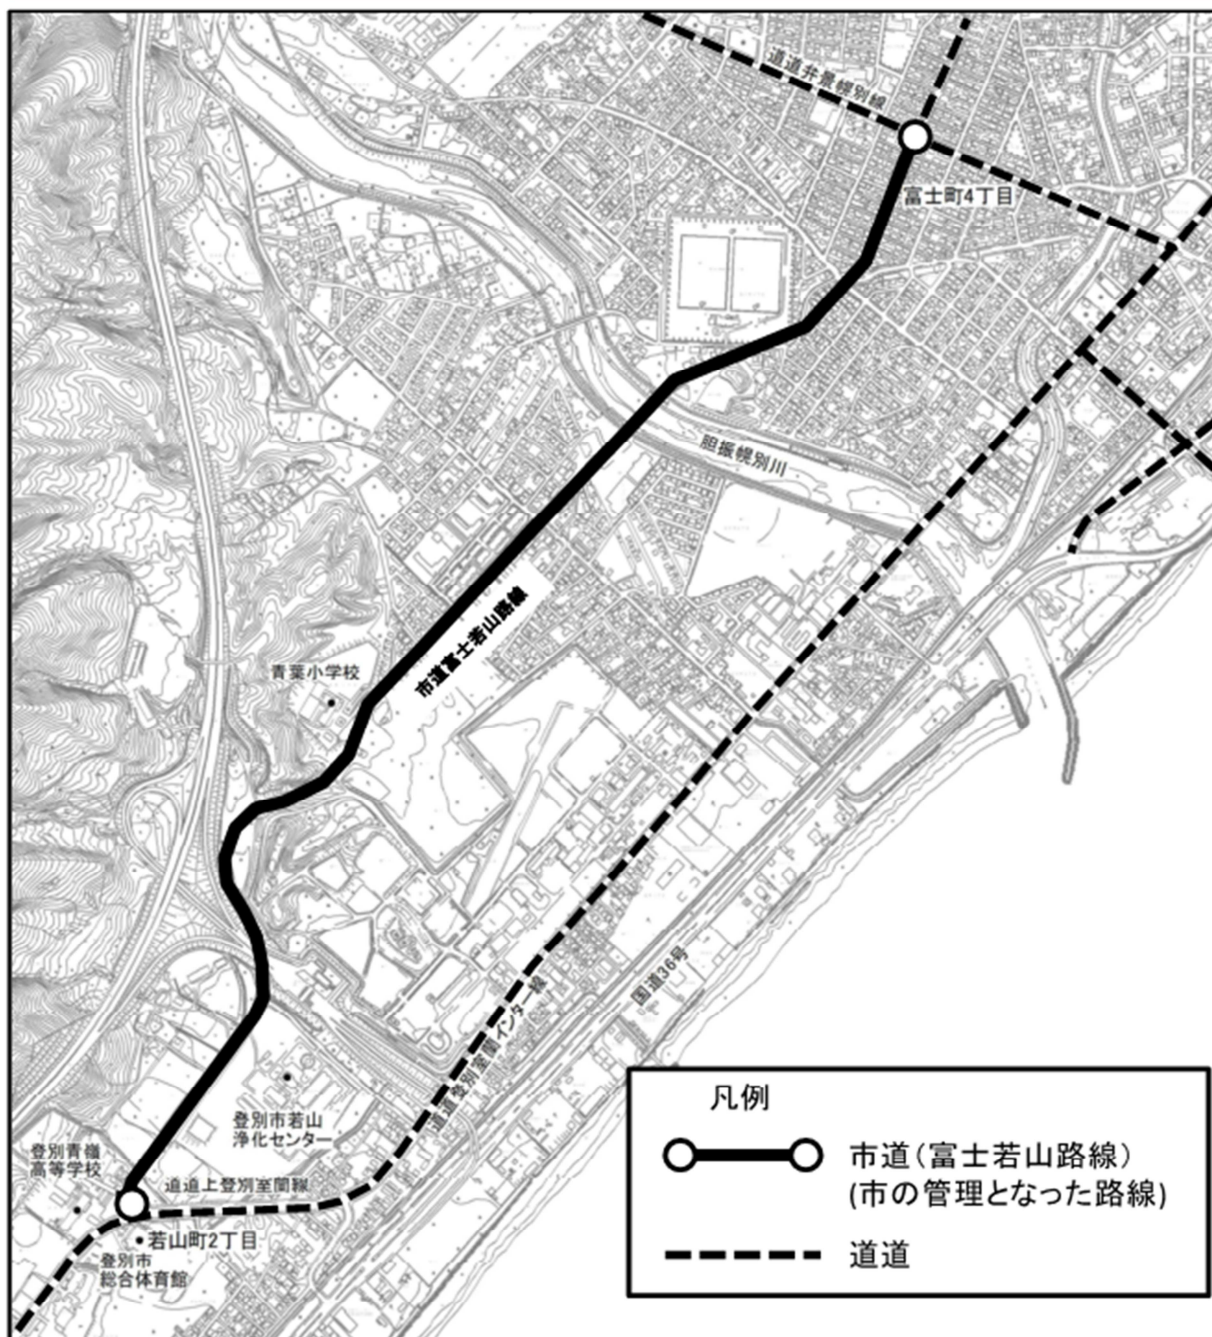 道道弁景幌別線
富士町4丁目
胆振幌別川
市道富士若山路線
青葉小学校
国道36号
道道登別室蘭インター線
登別市若山
浄化センター
登別青嶺
高等学校
道道上登別室蘭線
若山町2丁目
登別市
総合体育館
凡例
市道(富士若山路線)
(市の管理となった路線)
道道